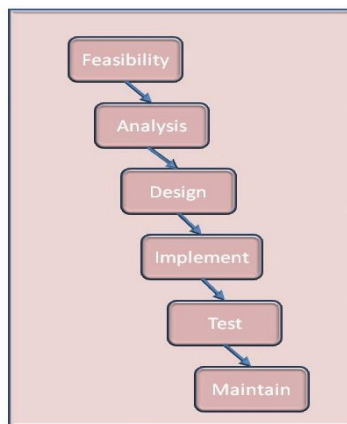 Feasibility
Analysis
Design
Implement
Test
Maintain